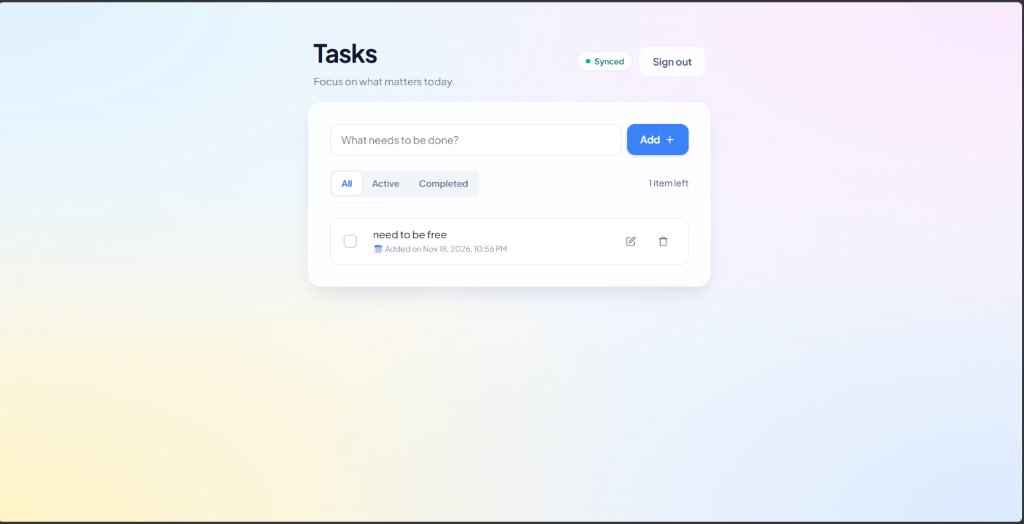 Tasks
Synced
Sign out
Focus on what matters today.
What needs to be done?
Add +
All
Active
Completed
1 item left
need to be free
Added on Nov 18, 2026, 10:56 PM